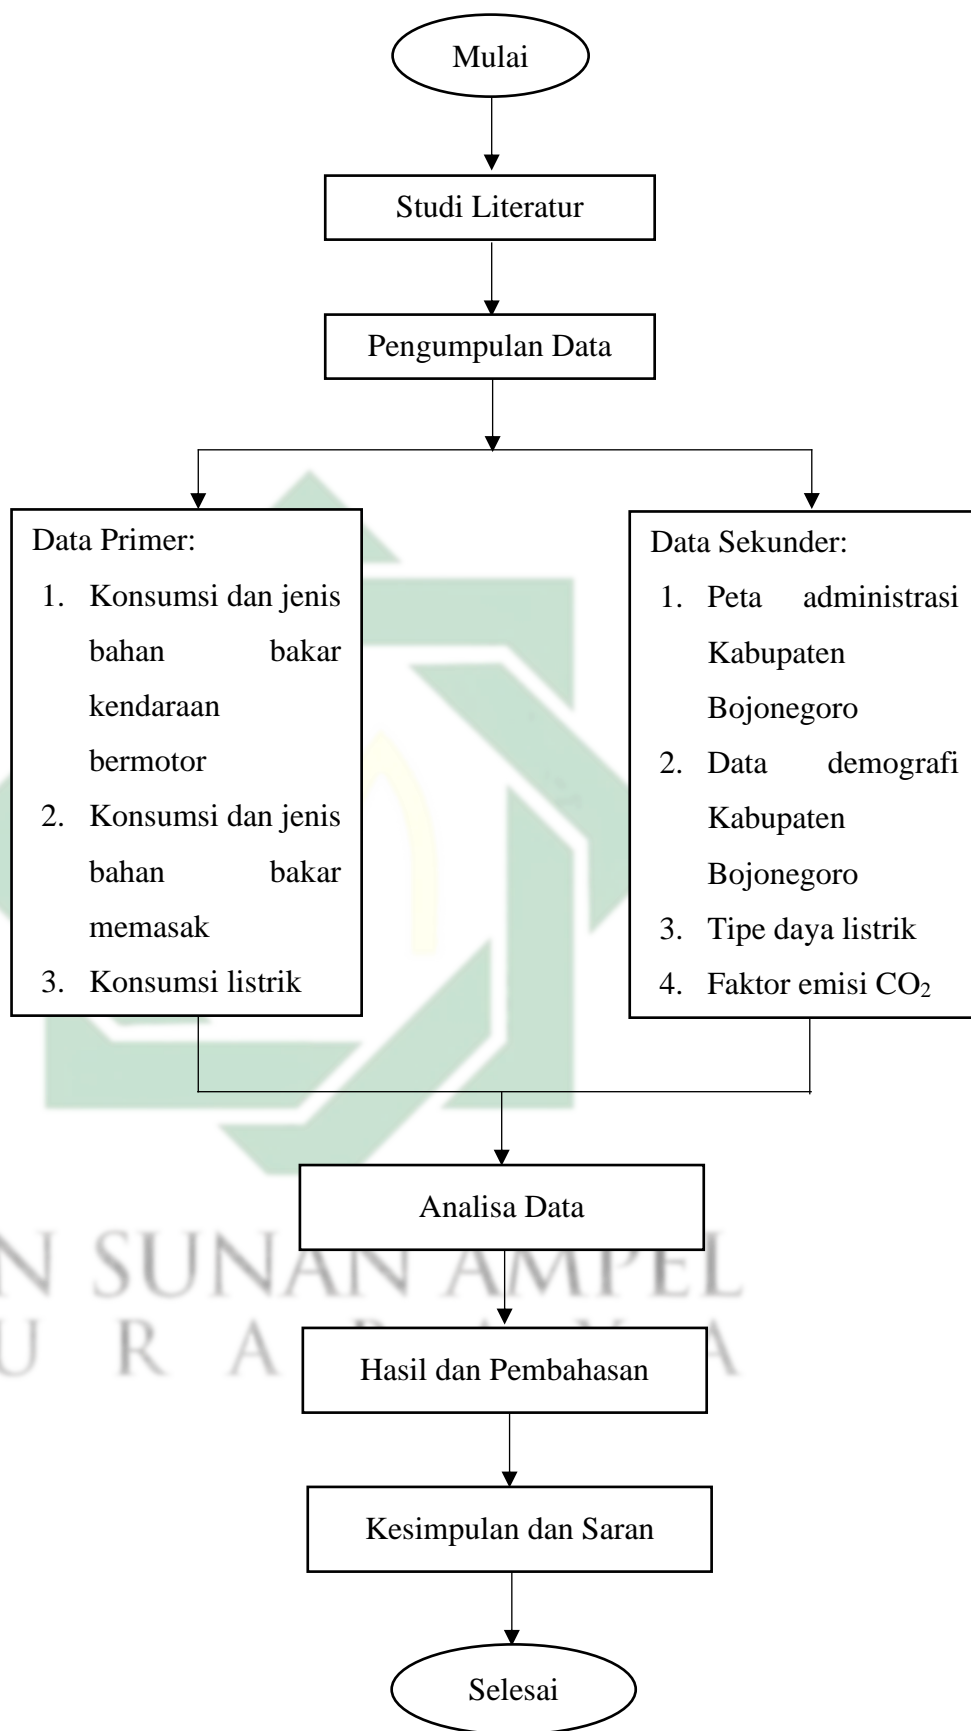 Mulai
Studi Literatur
Pengumpulan Data
Data Primer:
1. Konsumsi dan jenis
bahan bakar
kendaraan
bermotor
2. Konsumsi dan jenis
bahan bakar
memasak
3. Konsumsi listrik
Data Sekunder:
1. Peta administrasi
Kabupaten
Bojonegoro
2. Data demografi
Kabupaten
Bojonegoro
3. Tipe daya listrik
4. Faktor emisi CO₂
Analisa Data
N SUNAN AMPEL
Hasil dan Pembahasan
Kesimpulan dan Saran
Selesai